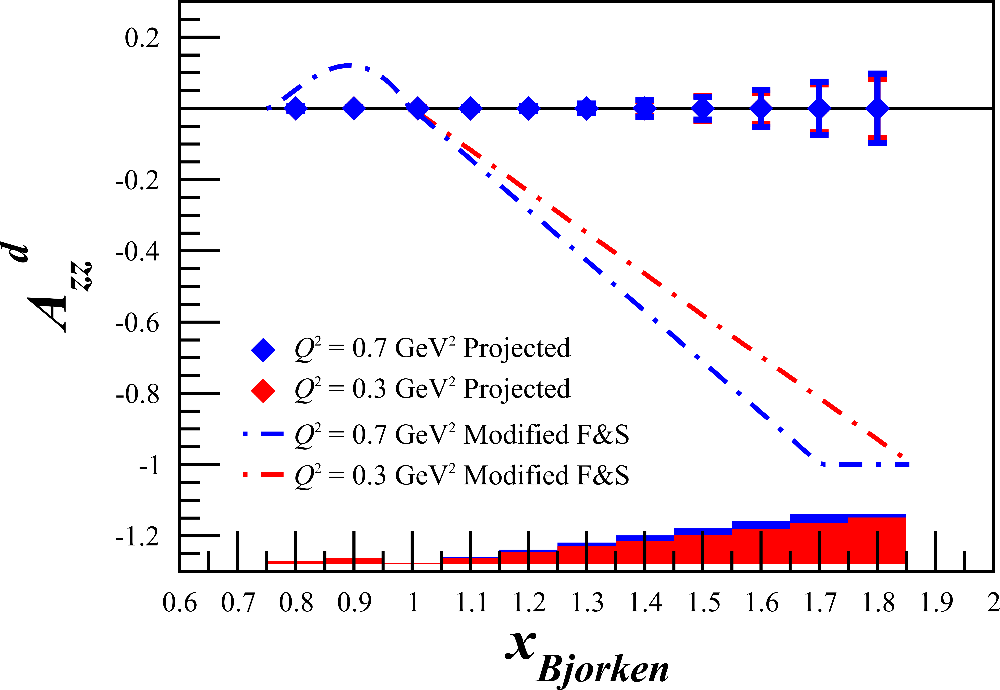 0.2
-0.2
-0.4
-0.6
-0.8
-1
-1.2
A zz d
Q² = 0.7 GeV² Projected
Q² = 0.3 GeV² Projected
Q² = 0.7 GeV² Modified F&S
Q² = 0.3 GeV² Modified F&S
0.6 0.7 0.8 0.9 1 1.1 1.2 1.3 1.4 1.5 1.6 1.7 1.8 1.9 2
x Bjorken